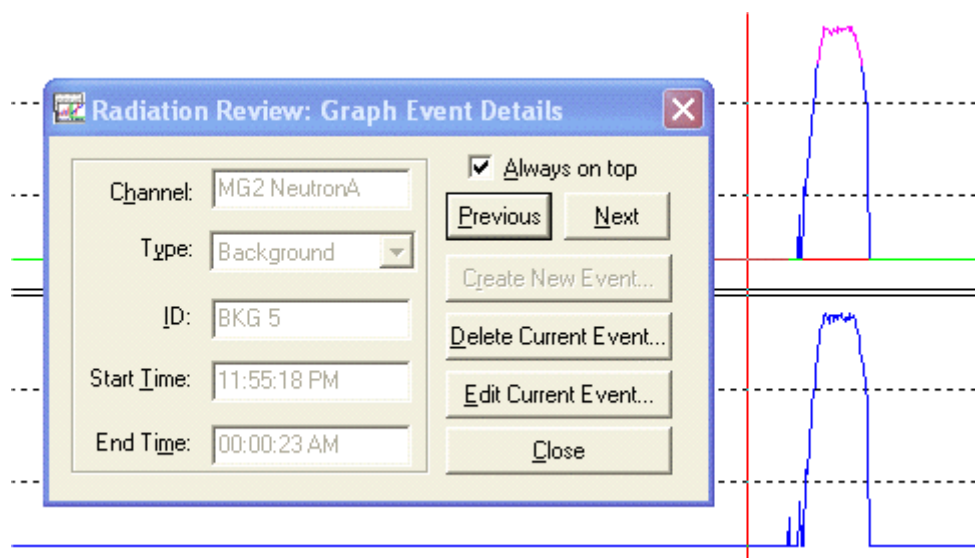 Radiation Review: Graph Event Details
Channel: MG2 NeutronA
Type: Background
ID: BKG 5
Start Time: 11:55:18 PM
End Time: 00:00:23 AM
Always on top
Previous Next
Create New Event...
Delete Current Event...
Edit Current Event...
Close